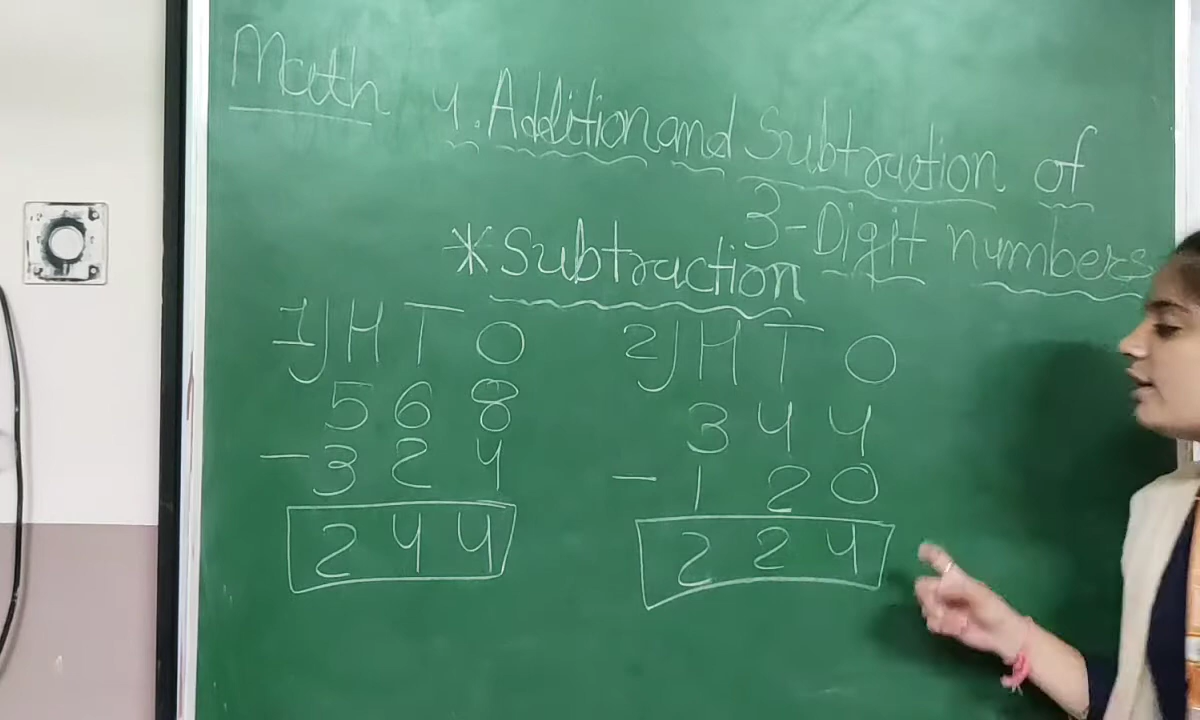 Math 4. Addition and Subtraction of
3-Digit numbers
*Subtraction
1) H T O
5 6 8
- 3 2 4
2 4 4
2) H T O
3 4 4
- 1 2 0
2 2 4